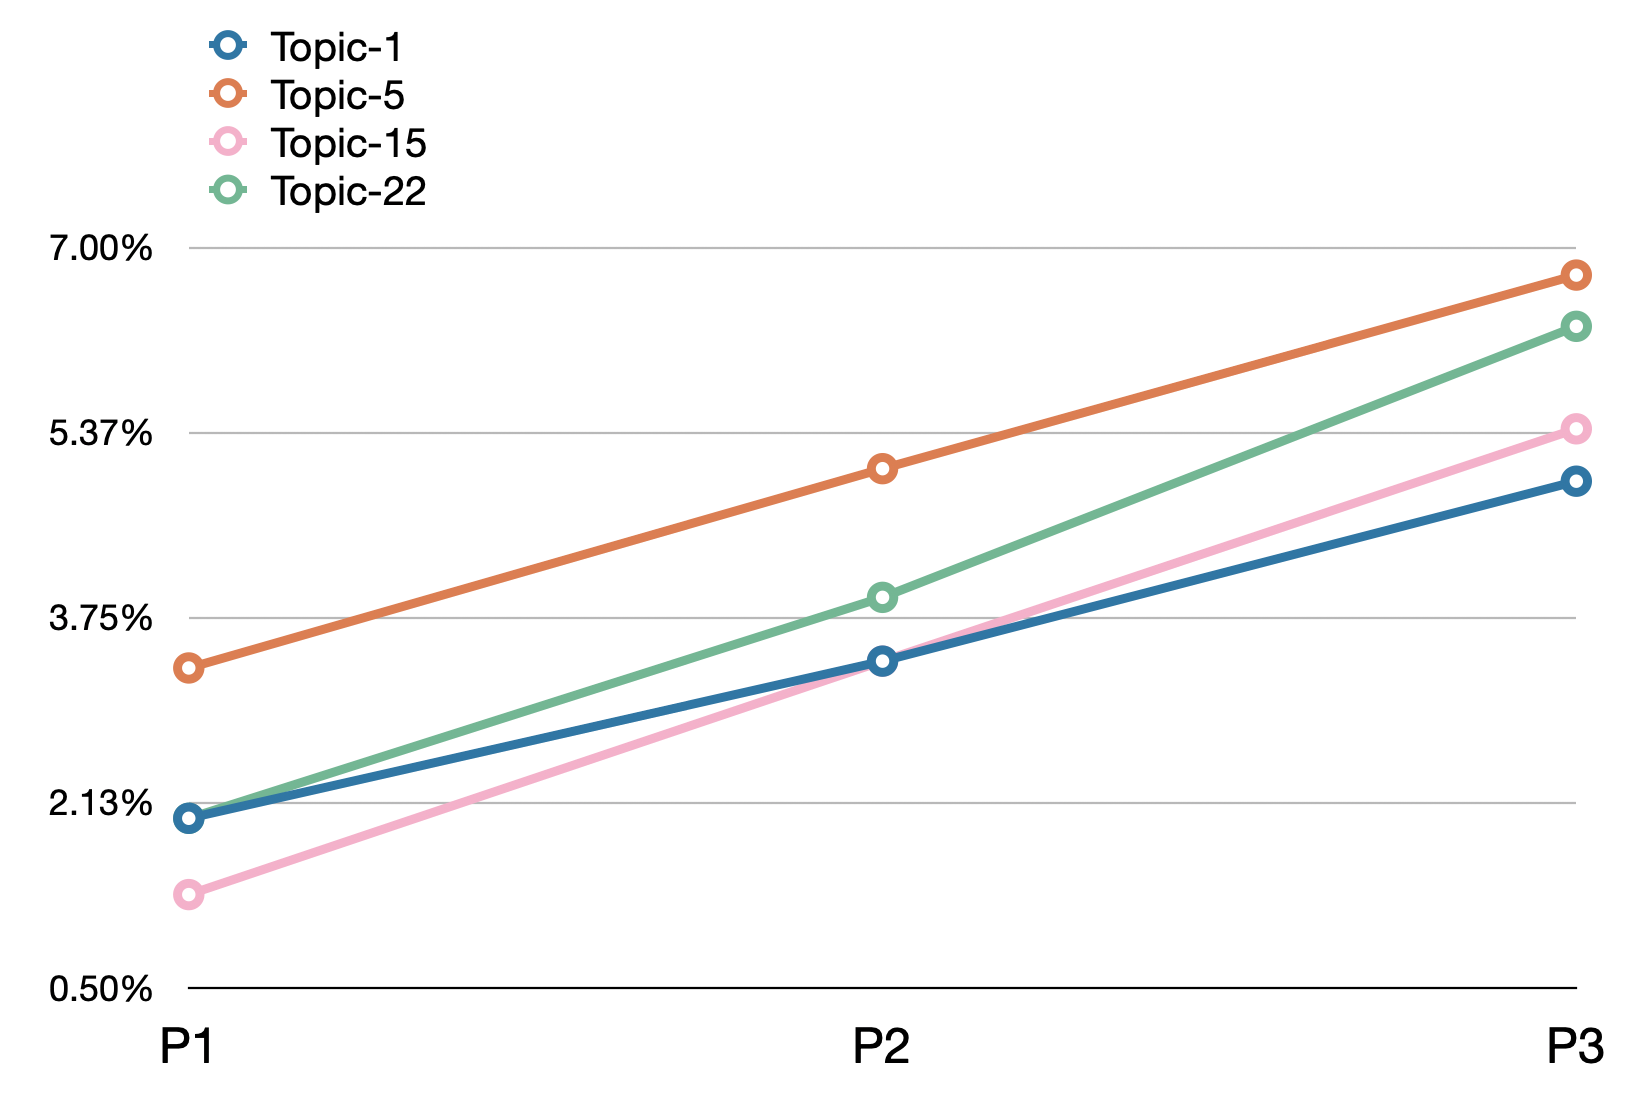 Topic-1
Topic-5
Topic-15
Topic-22
7.00%
5.37%
3.75%
2.13%
0.50%
P1 P2 P3